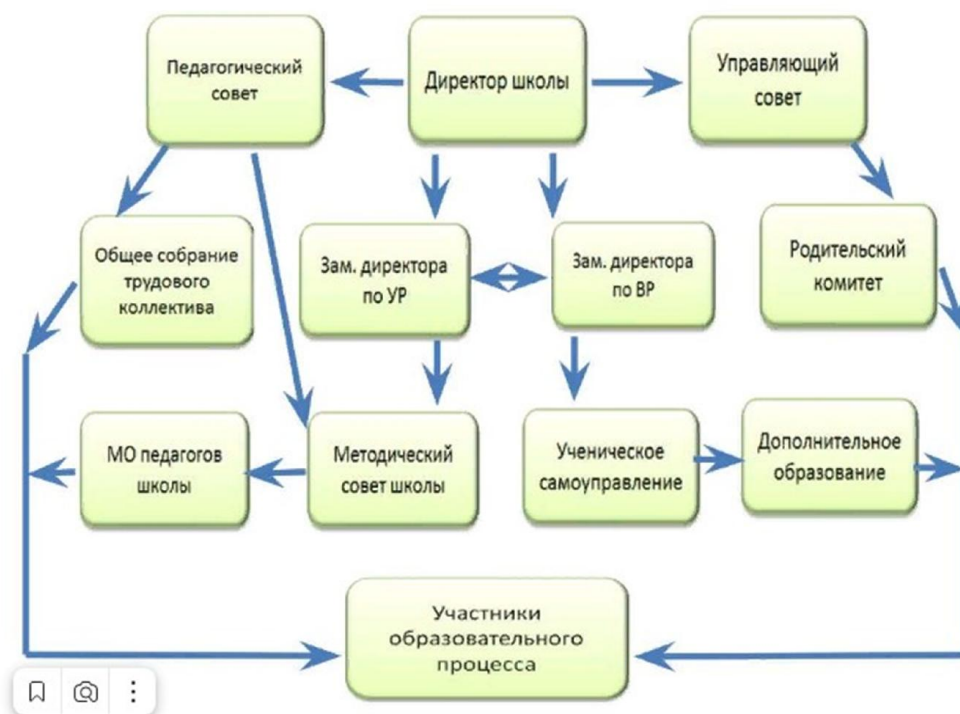 Педагогический
совет
Директор школы
Управляющий
совет
Общее собрание
трудового
коллектива
Зам. директора
по УР
Зам. директора
по ВР
Родительский
комитет
МО педагогов
школы
Методический
совет школы
Ученическое
самоуправление
Дополнительное
образование
Участники
образовательного
процесса